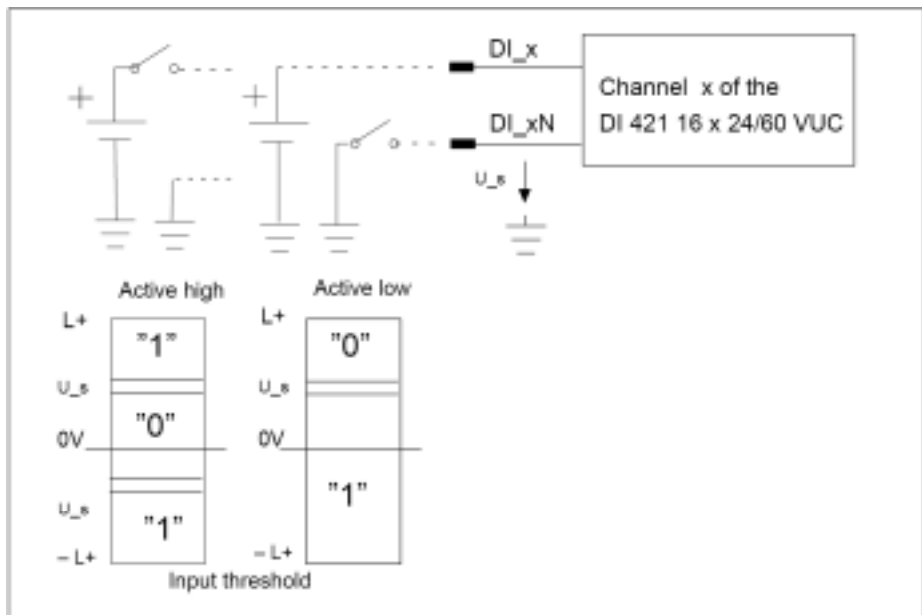 DI_x
Channel x of the
DI 421 16 x 24/60 VUC
+
+
DI_xN
U_s
Active high
Active low
L+
"1"
U_s
"0"
0V
U_s
"1"
– L+
L+
"0"
U_s
0V
"1"
– L+
Input threshold